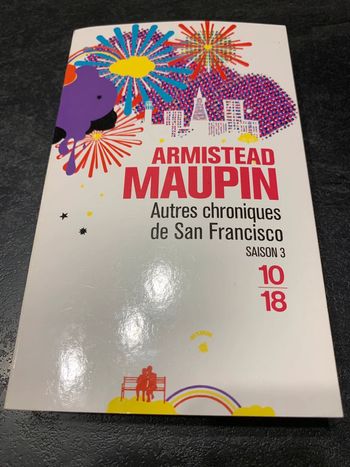 ARMISTEAD
MAUPIN
Autres chroniques
de San Francisco
SAISON 3
10
18